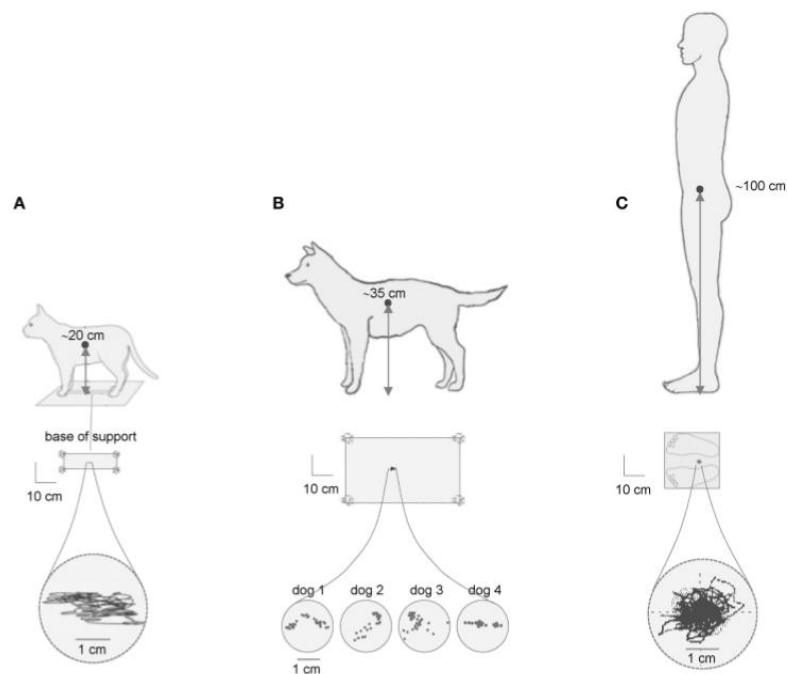 A
B
C
~100 cm
~35 cm
~20 cm
base of support
10 cm
10 cm
10 cm
dog 1
dog 2
dog 3
dog 4
1 cm
1 cm
1 cm